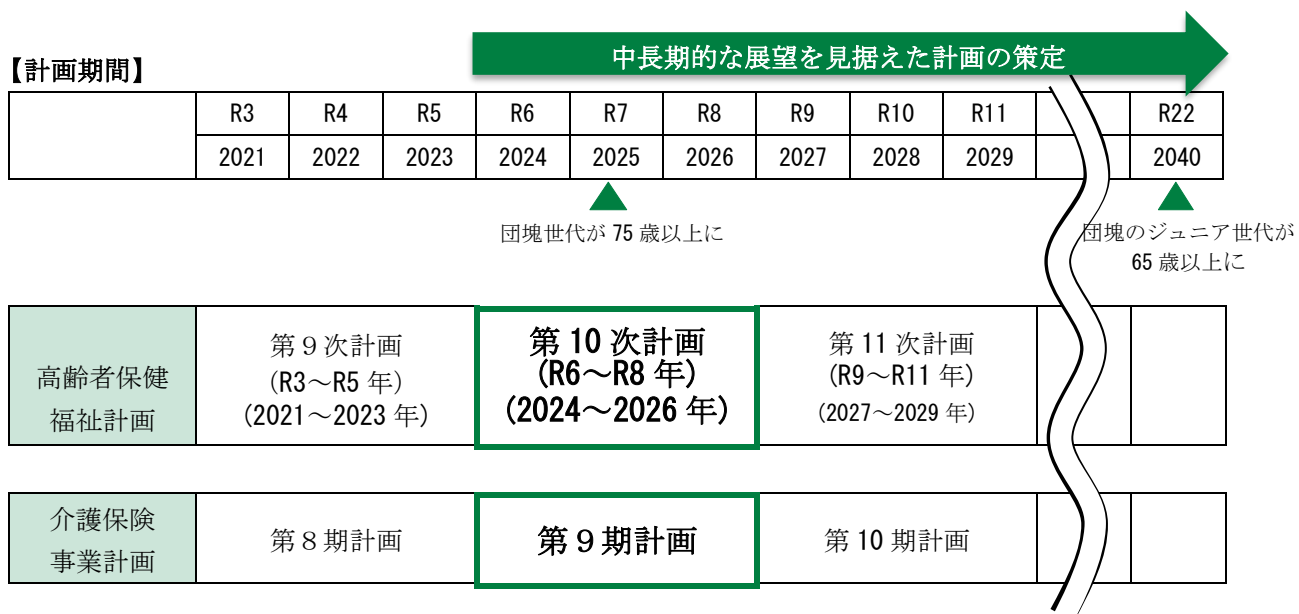 中長期的な展望を見据えた計画の策定
【計画期間】
R3 R4 R5 R6 R7 R8 R9 R10 R11 R22
2021 2022 2023 2024 2025 2026 2027 2028 2029 2040
団塊世代が 75 歳以上に
団塊のジュニア世代が
65 歳以上に
高齢者保健
福祉計画
第９次計画
(R3～R5 年)
(2021～2023 年)
第 10 次計画
(R6～R8 年)
(2024～2026 年)
第 11 次計画
(R9～R11 年)
(2027～2029 年)
介護保険
事業計画
第８期計画
第９期計画
第 10 期計画